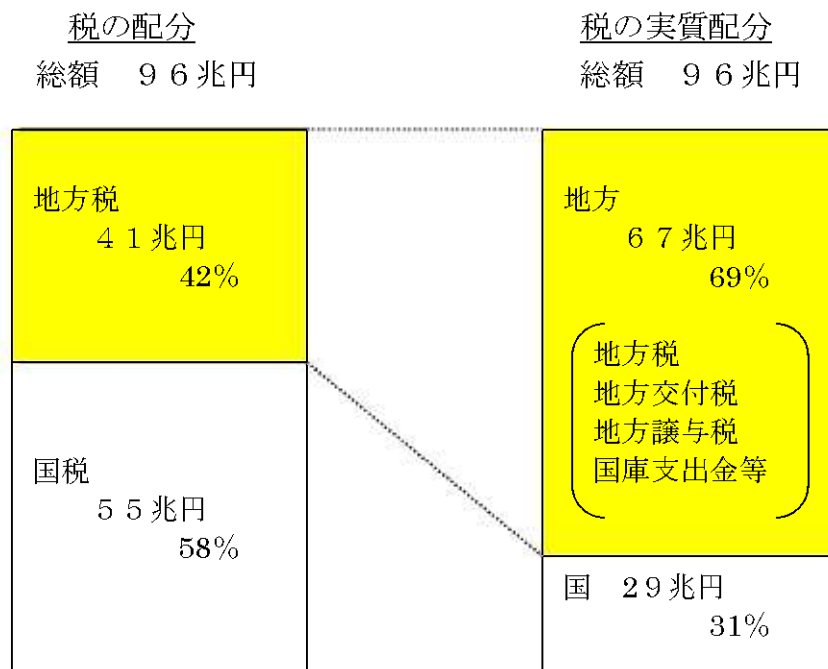 税の配分
総額　９６兆円
地方税
４１兆円
42%
国税
５５兆円
58%
税の実質配分
総額　９６兆円
地方
６７兆円
69%
地方税
地方交付税
地方譲与税
国庫支出金等
国　29兆円
31%